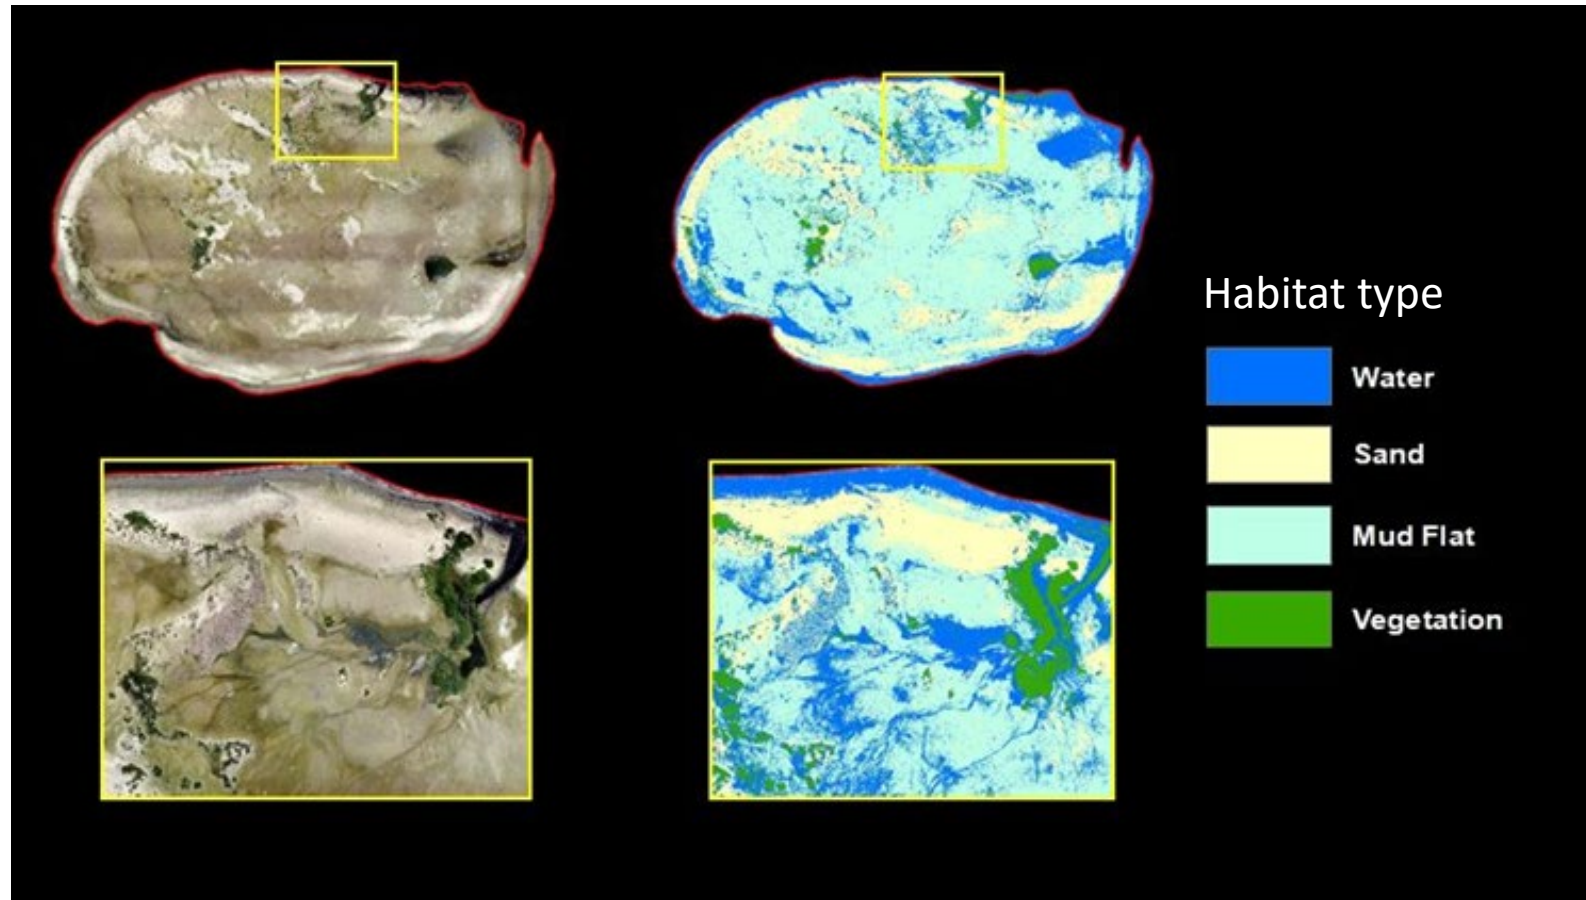 Habitat type
Water
Sand
Mud Flat
Vegetation